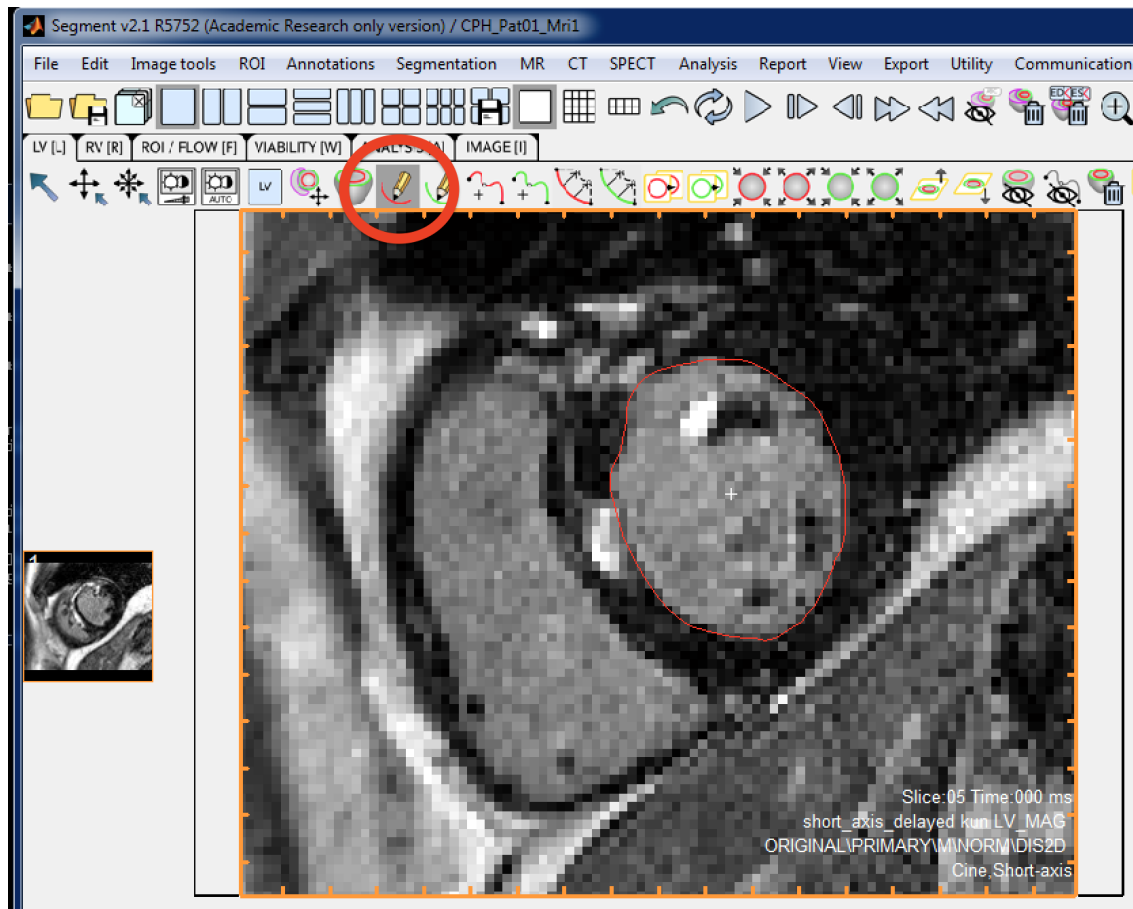 Segment v2.1 R5752 (Academic Research only version) / CPH_Pat01_Mri1
File Edit Image tools ROI Annotations Segmentation MR CT SPECT Analysis Report View Export Utility Communication
LV [L] RV [R] ROI / FLOW [F] VIABILITY [W] ANALYSIS [A] IMAGE [I]
LV
AUTO
Slice:05 Time:000 ms
short_axis_delayed kun LV_MAG
ORIGINAL\PRIMARY\M\NORM\DIS2D
Cine,Short-axis